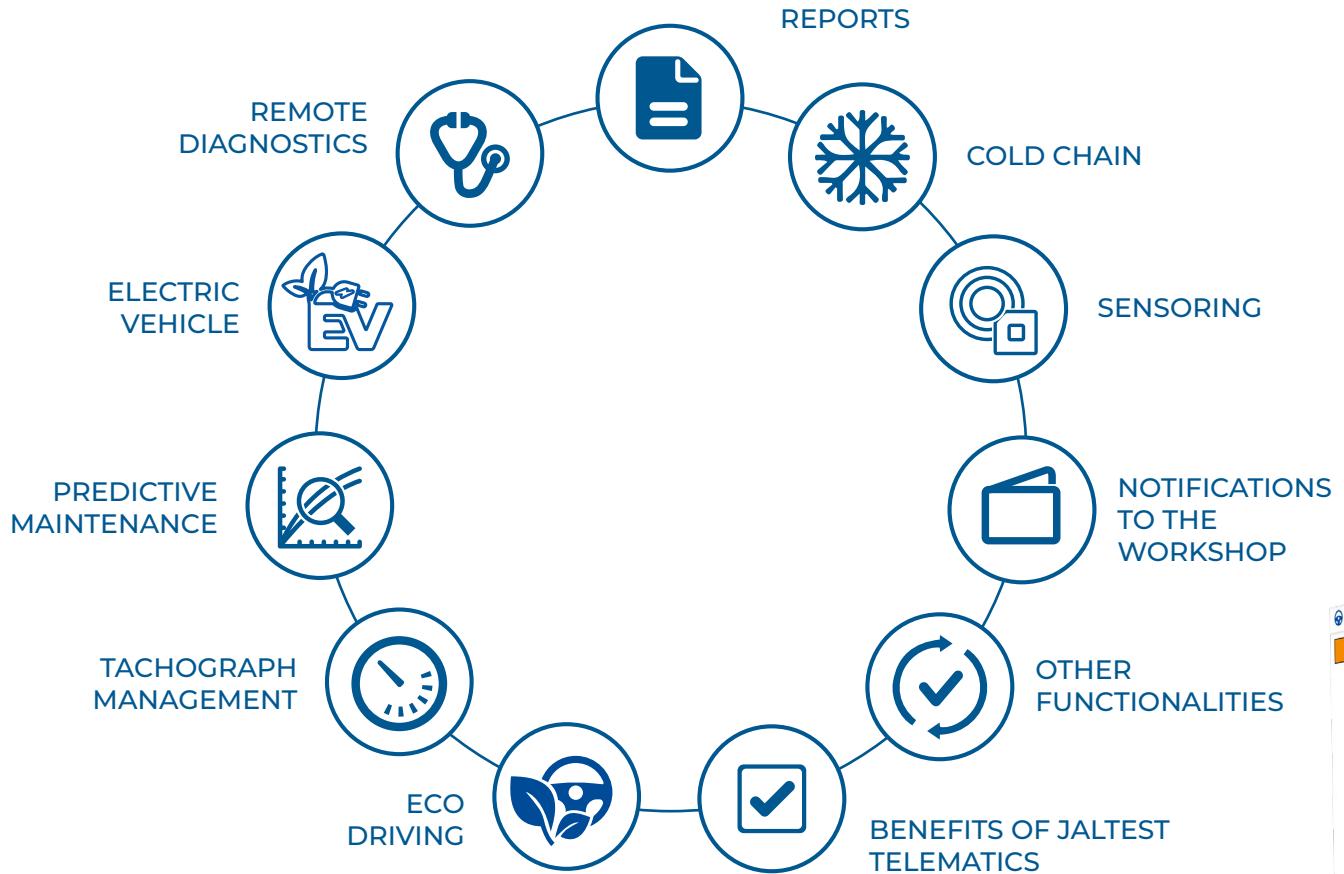 REPORTS
REMOTE
DIAGNOSTICS
COLD CHAIN
ELECTRIC
VEHICLE
EV
SENSORING
PREDICTIVE
MAINTENANCE
NOTIFICATIONS
TO THE
WORKSHOP
TACHOGRAPH
MANAGEMENT
OTHER
FUNCTIONALITIES
ECO
DRIVING
BENEFITS OF JALTEST
TELEMATICS